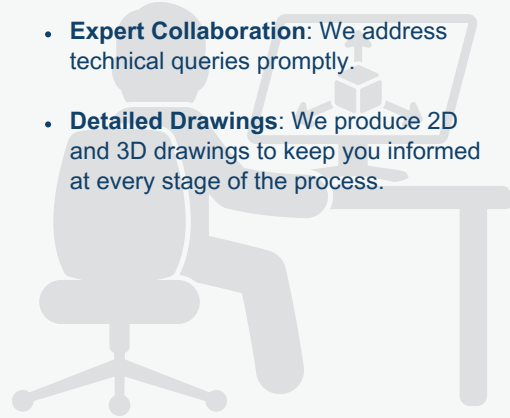 • Expert Collaboration: We address
technical queries promptly.
• Detailed Drawings: We produce 2D
and 3D drawings to keep you informed
at every stage of the process.